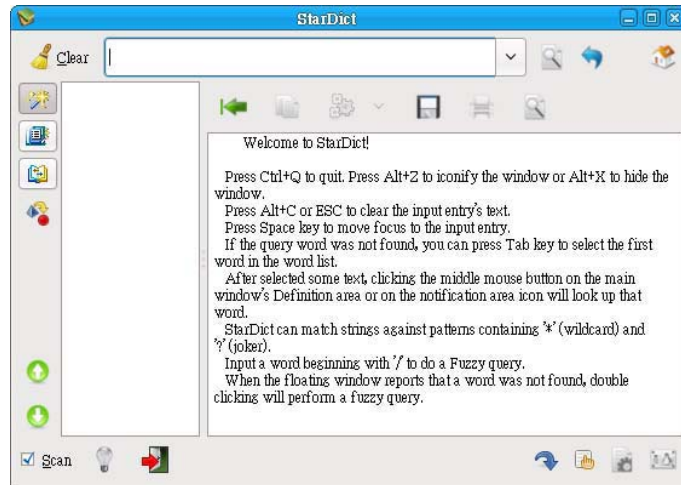 StarDict
Clear
Welcome to StarDict!
Press Ctrl+Q to quit. Press Alt+Z to iconify the window or Alt+X to hide the
window.
Press Alt+C or ESC to clear the input entry's text.
Press Space key to move focus to the input entry.
If the query word was not found, you can press Tab key to select the first
word in the word list.
After selected some text, clicking the middle mouse button on the main
window's Definition area or on the notification area icon will look up that
word.
StarDict can match strings against patterns containing '*' (wildcard) and
'?' (joker).
Input a word beginning with '/' to do a Fuzzy query.
When the floating window reports that a word was not found, double
clicking will perform a fuzzy query.
Scan